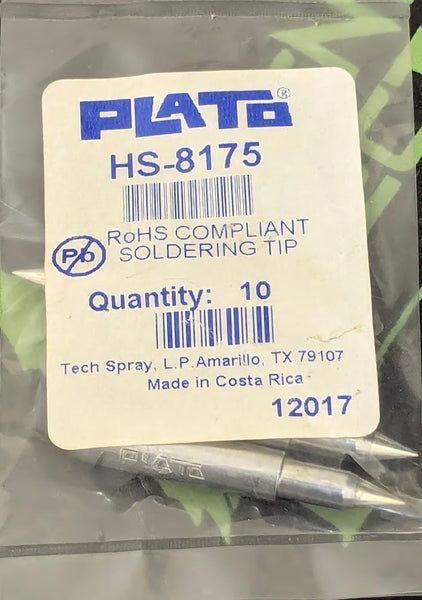 PLATO®
HS-8175
RoHS COMPLIANT
SOLDERING TIP
Pb
Quantity: 10
Tech Spray, L.P. Amarillo, TX 79107
Made in Costa Rica
12017
PLATO